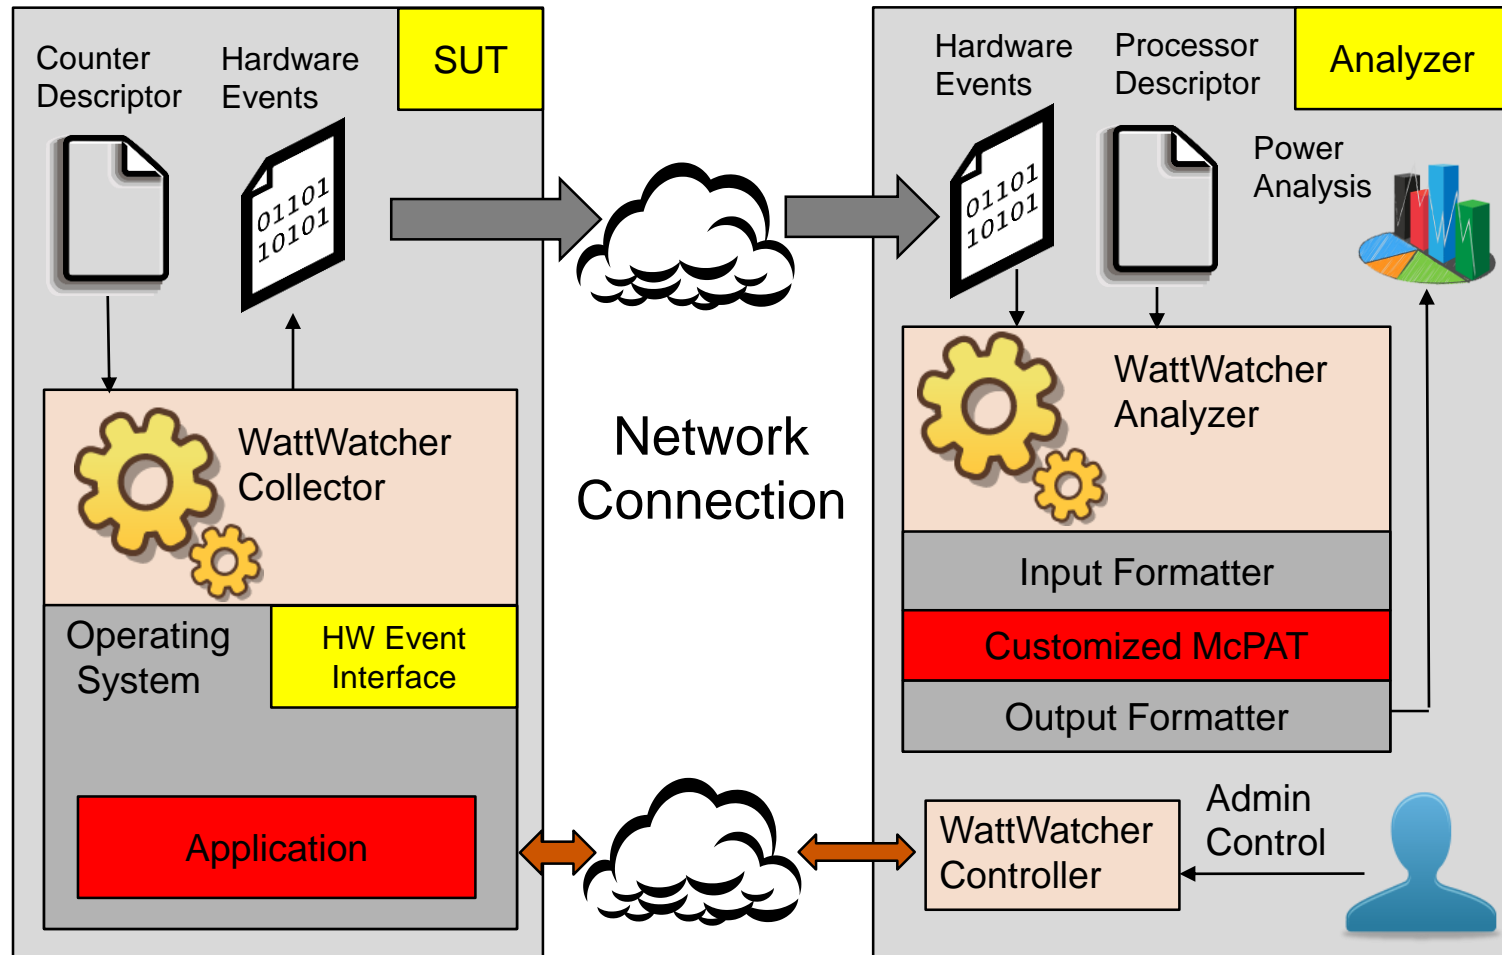 Counter
Descriptor
Hardware
Events
SUT
01101
10101
WattWatcher
Collector
Operating
System
HW Event
Interface
Application
Network
Connection
Hardware
Events
Processor
Descriptor
Analyzer
01101
10101
Power
Analysis
WattWatcher
Analyzer
Input Formatter
Customized McPAT
Output Formatter
WattWatcher
Controller
Admin
Control